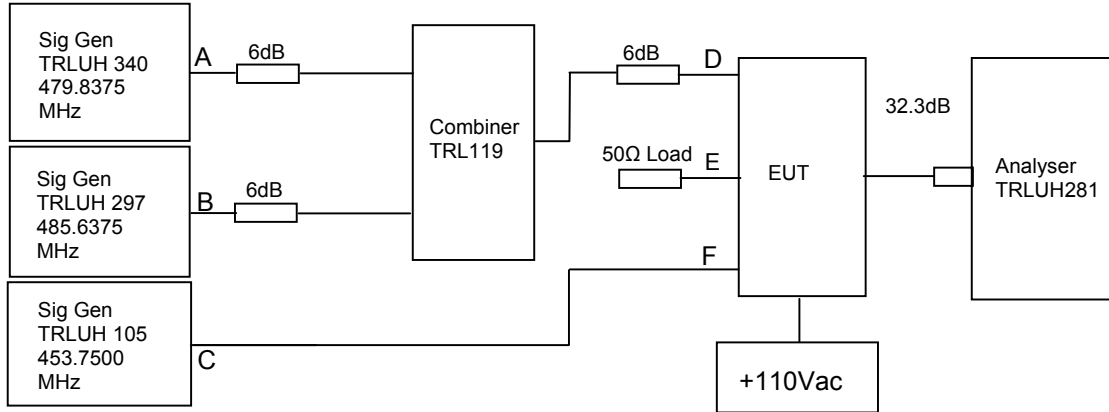 Sig Gen
TRLUH 340
479.8375
MHz
A
6dB
Combiner
TRL119
6dB
D
50Ω Load
E
EUT
32.3dB
Analyser
TRLUH281
Sig Gen
TRLUH 297
485.6375
MHz
B
6dB
F
Sig Gen
TRLUH 105
453.7500
MHz
C
+110Vac